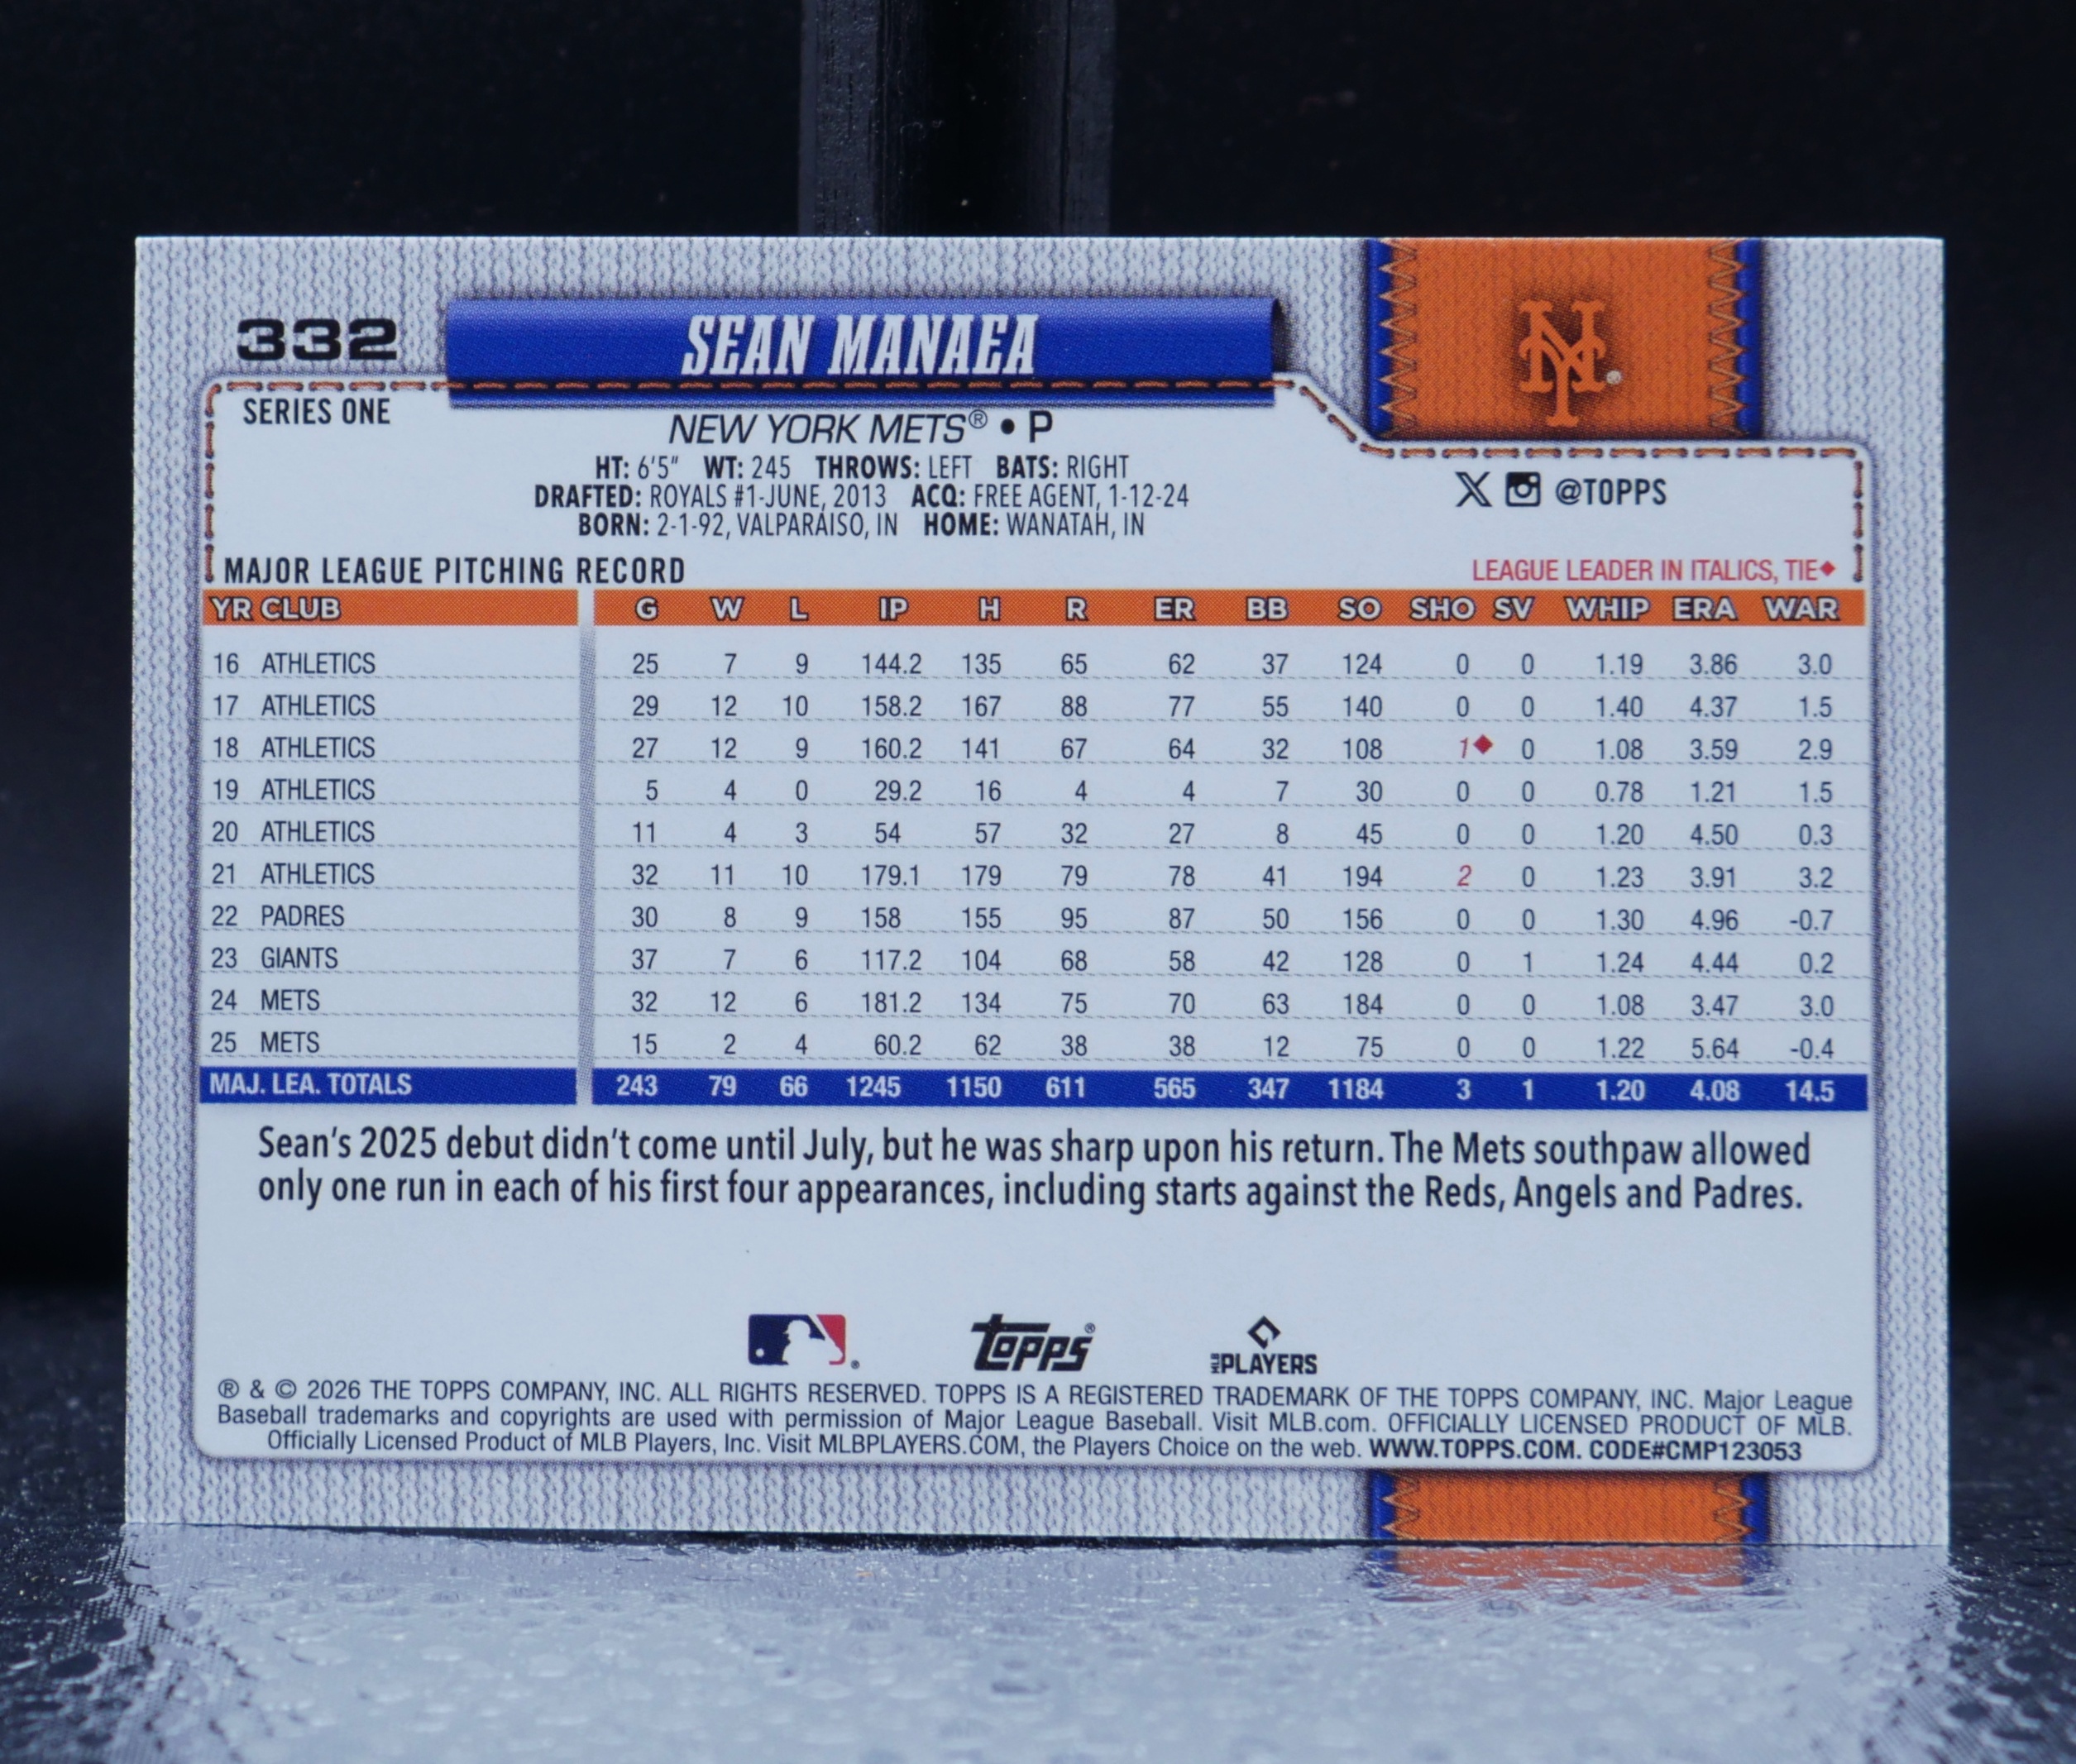 332
SEAN MANAEA
NY
SERIES ONE
NEW YORK METS® • P
HT: 6'5" WT: 245 THROWS: LEFT BATS: RIGHT
DRAFTED: ROYALS #1-JUNE, 2013 ACQ: FREE AGENT, 1-12-24
BORN: 2-1-92, VALPARAISO, IN HOME: WANATAH, IN
@TOPPS
MAJOR LEAGUE PITCHING RECORD
LEAGUE LEADER IN ITALICS, TIE◆
YR CLUB G W L IP H R ER BB SO SHO SV WHIP ERA WAR
16 ATHLETICS 25 7 9 144.2 135 65 62 37 124 0 0 1.19 3.86 3.0
17 ATHLETICS 29 12 10 158.2 167 88 77 55 140 0 0 1.40 4.37 1.5
18 ATHLETICS 27 12 9 160.2 141 67 64 32 108 1◆ 0 1.08 3.59 2.9
19 ATHLETICS 5 4 0 29.2 16 4 4 7 30 0 0 0.78 1.21 1.5
20 ATHLETICS 11 4 3 54 57 32 27 8 45 0 0 1.20 4.50 0.3
21 ATHLETICS 32 11 10 179.1 179 79 78 41 194 2 0 1.23 3.91 3.2
22 PADRES 30 8 9 158 155 95 87 50 156 0 0 1.30 4.96 -0.7
23 GIANTS 37 7 6 117.2 104 68 58 42 128 0 1 1.24 4.44 0.2
24 METS 32 12 6 181.2 134 75 70 63 184 0 0 1.08 3.47 3.0
25 METS 15 2 4 60.2 62 38 38 12 75 0 0 1.22 5.64 -0.4
MAJ. LEA. TOTALS 243 79 66 1245 1150 611 565 347 1184 3 1 1.20 4.08 14.5
Sean's 2025 debut didn't come until July, but he was sharp upon his return. The Mets southpaw allowed
only one run in each of his first four appearances, including starts against the Reds, Angels and Padres.
Topps®
MLB PLAYERS
® & © 2026 THE TOPPS COMPANY, INC. ALL RIGHTS RESERVED. TOPPS IS A REGISTERED TRADEMARK OF THE TOPPS COMPANY, INC. Major League
Baseball trademarks and copyrights are used with permission of Major League Baseball. Visit MLB.com. OFFICIALLY LICENSED PRODUCT OF MLB.
Officially Licensed Product of MLB Players, Inc. Visit MLBPLAYERS.COM, the Players Choice on the web. WWW.TOPPS.COM. CODE#CMP123053